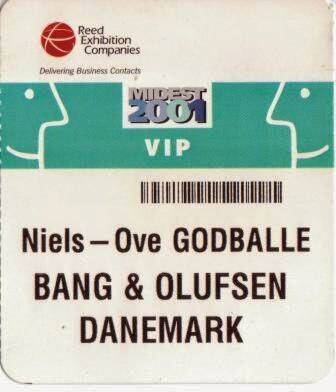 Reed
Exhibition
Companies
Delivering Business Contacts
MIDEST
2001
VIP
Niels – Ove GODBALLE
BANG & OLUFSEN
DANEMARK